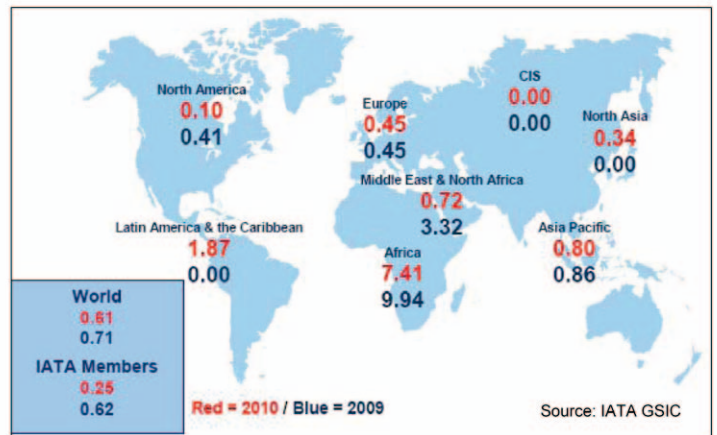 North America
0.10
0.41
Europe
0.45
0.45
CIS
0.00
0.00
North Asia
0.34
0.00
Middle East & North Africa
0.72
3.32
Latin America & the Caribbean
1.87
0.00
Africa
7.41
9.94
Asia Pacific
0.80
0.86
World
0.61
0.71
IATA Members
0.25
0.62
Red = 2010 / Blue = 2009
Source: IATA GSIC